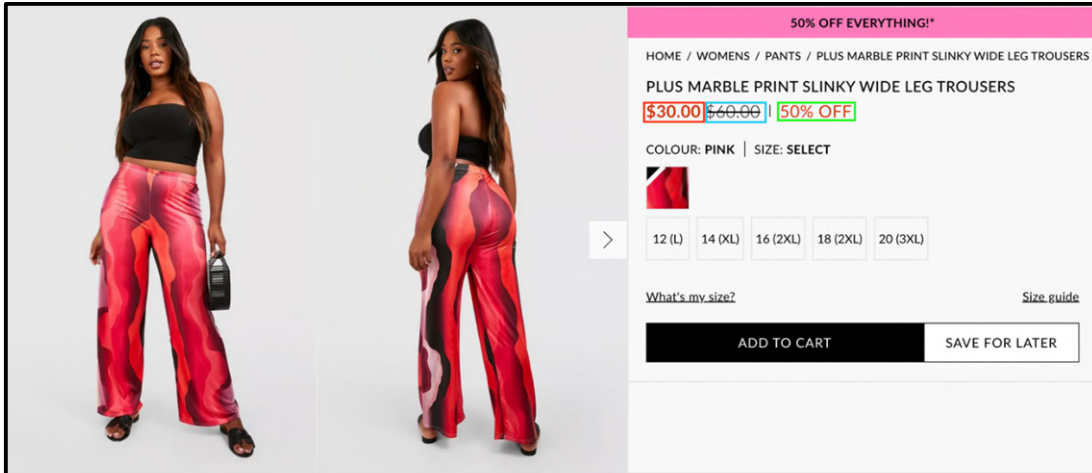 50% OFF EVERYTHING!*
HOME / WOMENS / PANTS / PLUS MARBLE PRINT SLINKY WIDE LEG TROUSERS
PLUS MARBLE PRINT SLINKY WIDE LEG TROUSERS
$30.00 $60.00 | 50% OFF
COLOUR: PINK | SIZE: SELECT
12 (L) 14 (XL) 16 (2XL) 18 (2XL) 20 (3XL)
What's my size? Size guide
ADD TO CART SAVE FOR LATER